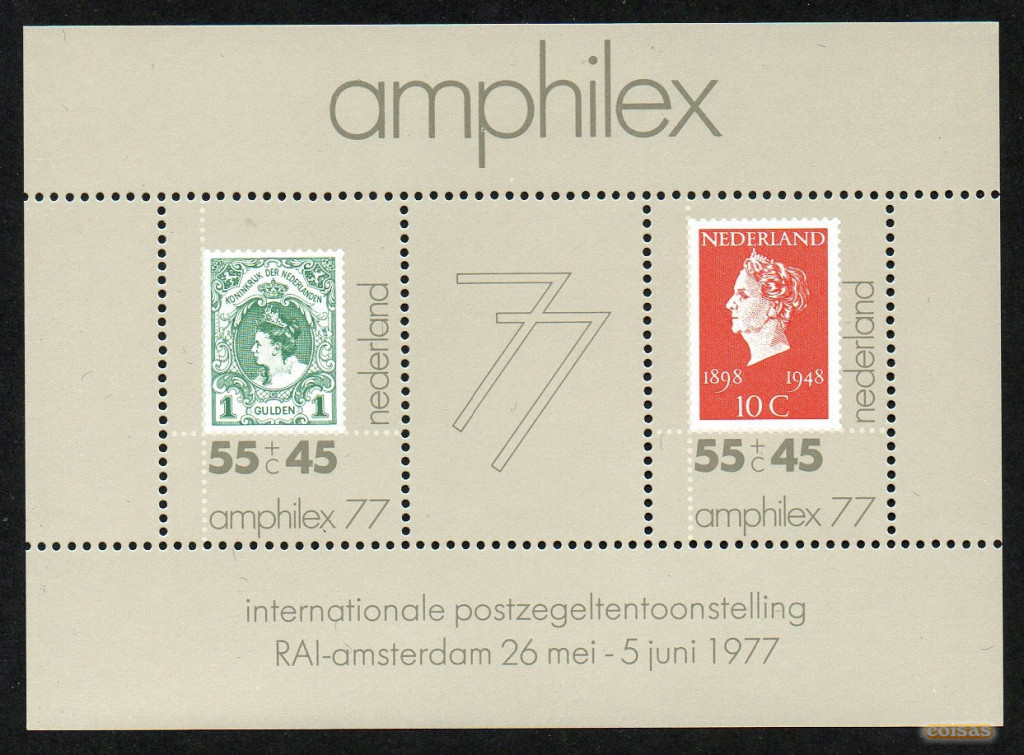 amphilex
KONINKRIJK DER NEDERLANDEN
1 GULDEN 1
nederland
55 + c 45
amphilex 77
77
NEDERLAND
1898 1948
10 C
nederland
55 + c 45
amphilex 77
internationale postzegeltentoonstelling
RAI-amsterdam 26 mei - 5 juni 1977
coisas